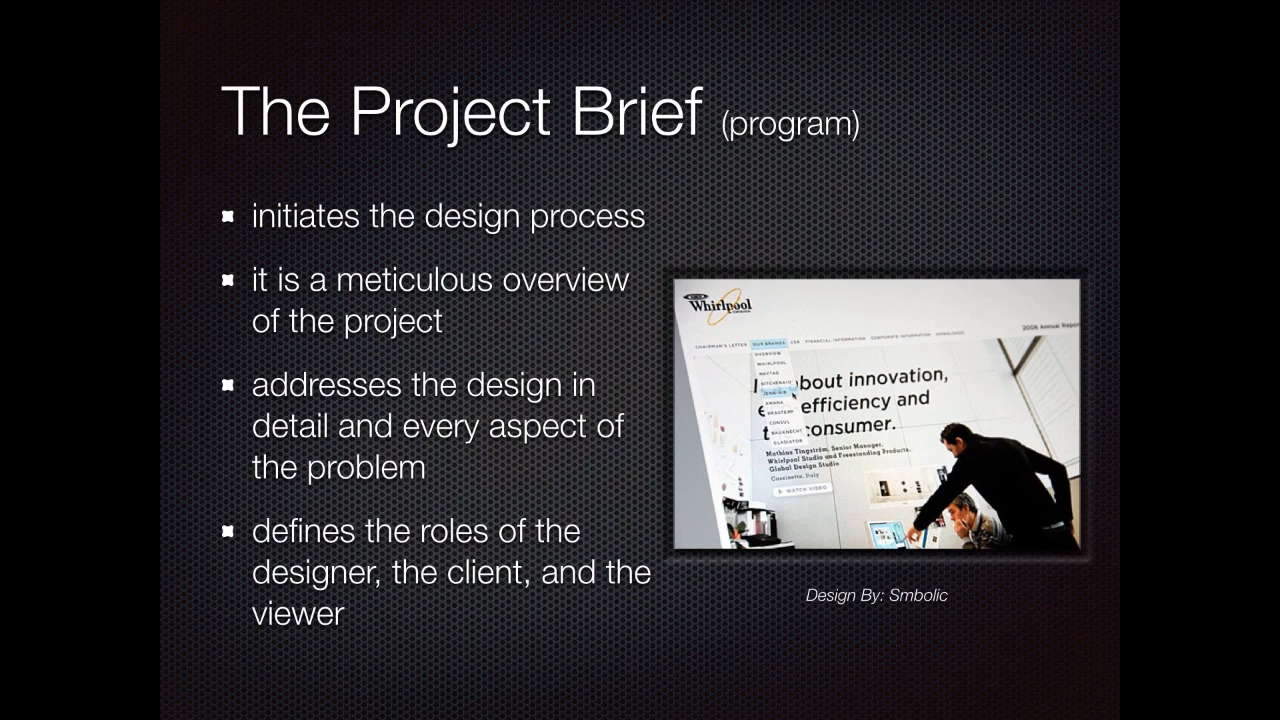 The Project Brief (program)
initiates the design process
it is a meticulous overview
of the project
addresses the design in
detail and every aspect of
the problem
defines the roles of the
designer, the client, and the
viewer
Whirlpool
CORPORATION
2006 Annual Report
CHAIRMAN'S LETTER OUR BRANDS CSR FINANCIAL INFORMATION CORPORATE INFORMATION DOWNLOADS
OVERVIEW
WHIRLPOOL
MAYTAG
KITCHENAID
JENN-AIR
AMANA
BRASTEMP
CONSUL
BAUKNECHT
GLADIATOR
bout innovation,
efficiency and
consumer.
Mathias Tingström, Senior Manager,
Whirlpool Studio and Freestanding Products,
Global Design Studio
Cassinetta, Italy
WATCH VIDEO
Design By: Smbolic